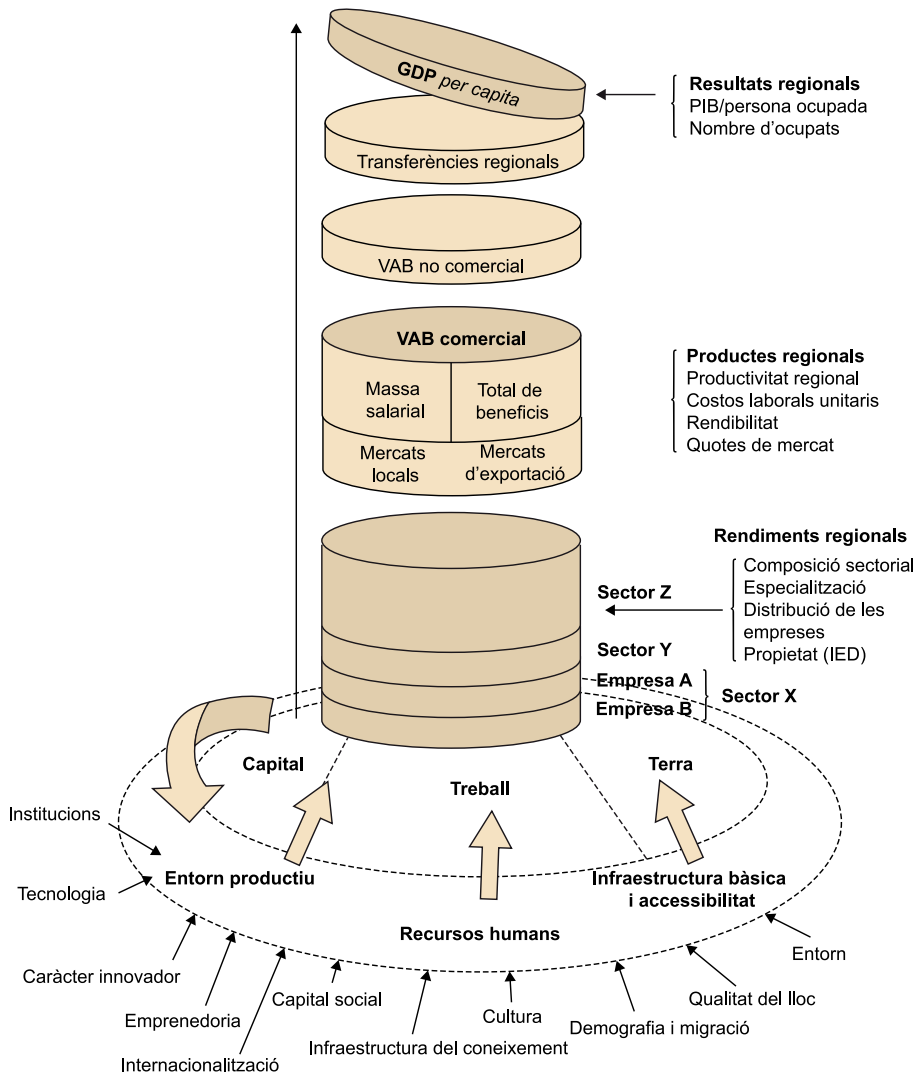 GDP per capita
Resultats regionals
PIB/persona ocupada
Nombre d’ocupats
Transferències regionals
VAB no comercial
VAB comercial
Massa
salarial
Total de
beneficis
Mercats
locals
Mercats
d’exportació
Productes regionals
Productivitat regional
Costos laborals unitaris
Rendibilitat
Quotes de mercat
Rendiments regionals
Composició sectorial
Especialització
Distribució de les
empreses
Propietat (IED)
Sector Z
Sector Y
Empresa A
Empresa B
Sector X
Capital
Treball
Terra
Institucions
Tecnologia
Entorn productiu
Recursos humans
Infraestructura bàsica
i accessibilitat
Caràcter innovador
Emprenedoria
Internacionalització
Capital social
Infraestructura del coneixement
Cultura
Demografia i migració
Qualitat del lloc
Entorn